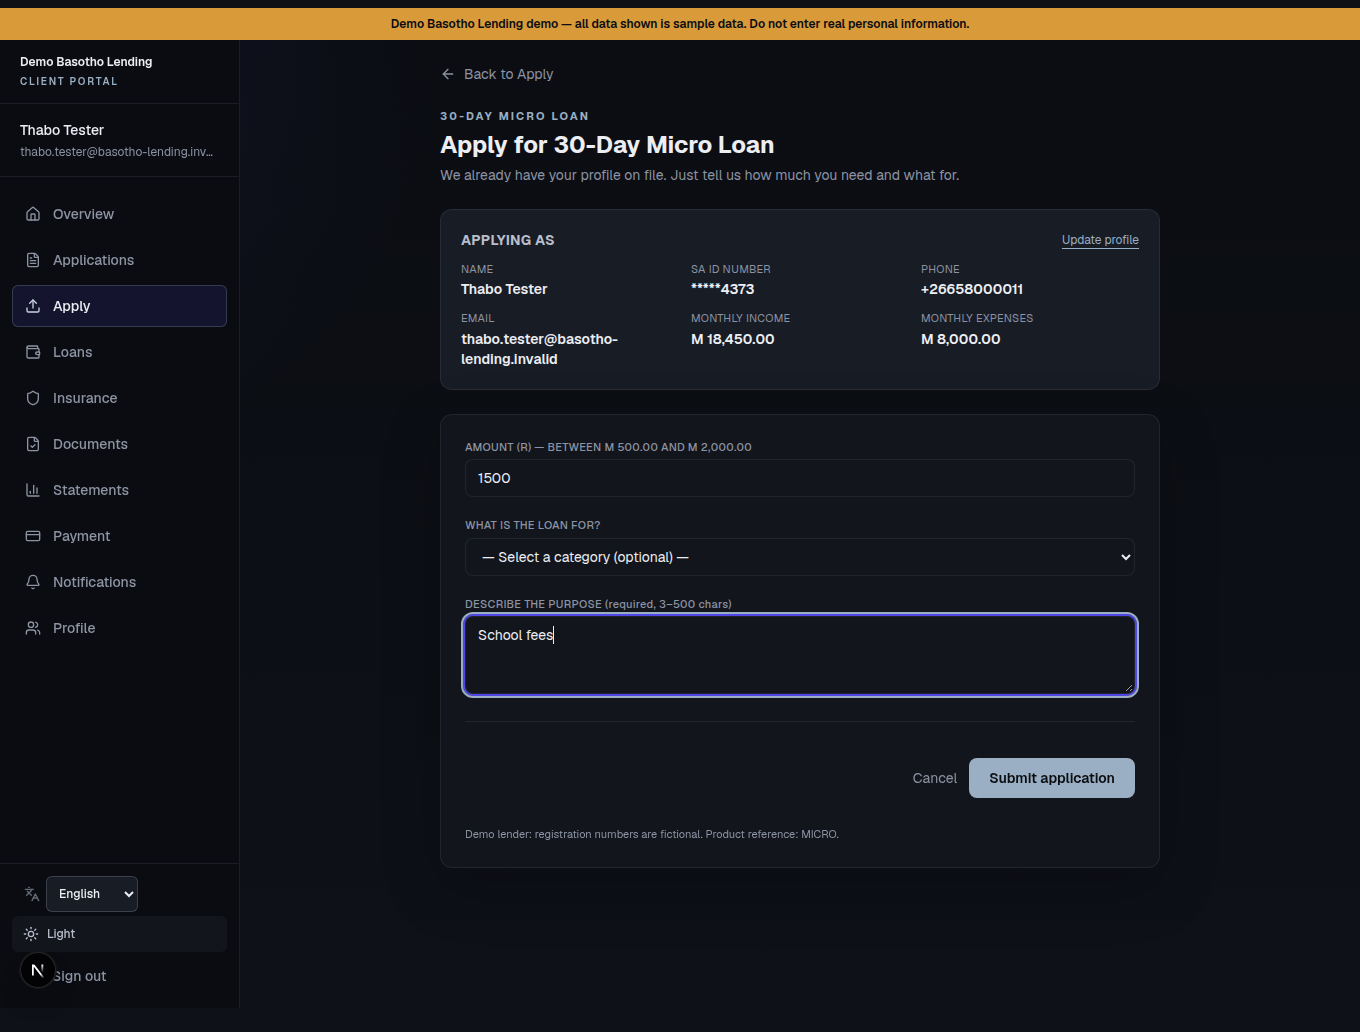 Demo Basotho Lending demo — all data shown is sample data. Do not enter real personal information.
Demo Basotho Lending
CLIENT PORTAL
Thabo Tester
thabo.tester@basotho-lending.inv...
Overview
Applications
Apply
Loans
Insurance
Documents
Statements
Payment
Notifications
Profile
English
Light
N
Sign out
Back to Apply
30-DAY MICRO LOAN
Apply for 30-Day Micro Loan
We already have your profile on file. Just tell us how much you need and what for.
APPLYING AS
Update profile
NAME
Thabo Tester
SA ID NUMBER
*****4373
PHONE
+26658000011
EMAIL
thabo.tester@basotho-
lending.invalid
MONTHLY INCOME
M 18,450.00
MONTHLY EXPENSES
M 8,000.00
AMOUNT (R) — BETWEEN M 500.00 AND M 2,000.00
1500
WHAT IS THE LOAN FOR?
— Select a category (optional) —
DESCRIBE THE PURPOSE (required, 3–500 chars)
School fees
Cancel
Submit application
Demo lender: registration numbers are fictional. Product reference: MICRO.